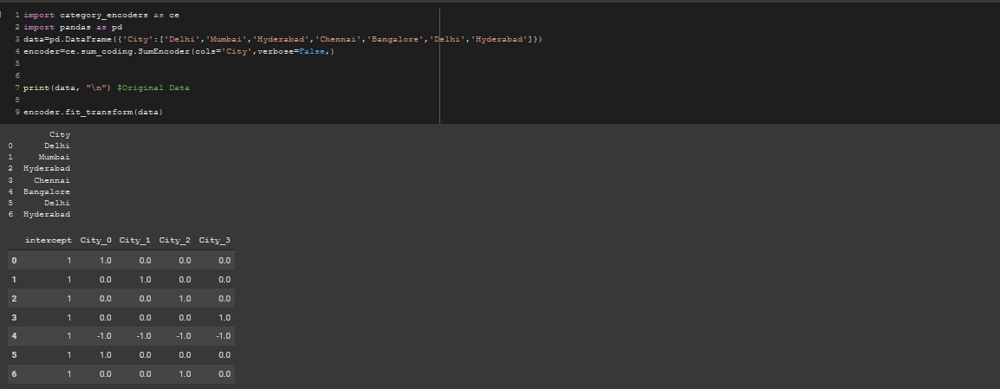 1 import category_encoders as ce
2 import pandas as pd
3 data=pd.DataFrame({'City':['Delhi','Mumbai','Hyderabad','Chennai','Bangalore','Delhi','Hyderabad']})
4 encoder=ce.sum_coding.SumEncoder(cols='City',verbose=False,)
5
6
7 print(data, "\n") #Original Data
8
9 encoder.fit_transform(data)
City
0 Delhi
1 Mumbai
2 Hyderabad
3 Chennai
4 Bangalore
5 Delhi
6 Hyderabad
intercept City_0 City_1 City_2 City_3
0 1 1.0 0.0 0.0 0.0
1 1 0.0 1.0 0.0 0.0
2 1 0.0 0.0 1.0 0.0
3 1 0.0 0.0 0.0 1.0
4 1 -1.0 -1.0 -1.0 -1.0
5 1 1.0 0.0 0.0 0.0
6 1 0.0 0.0 1.0 0.0